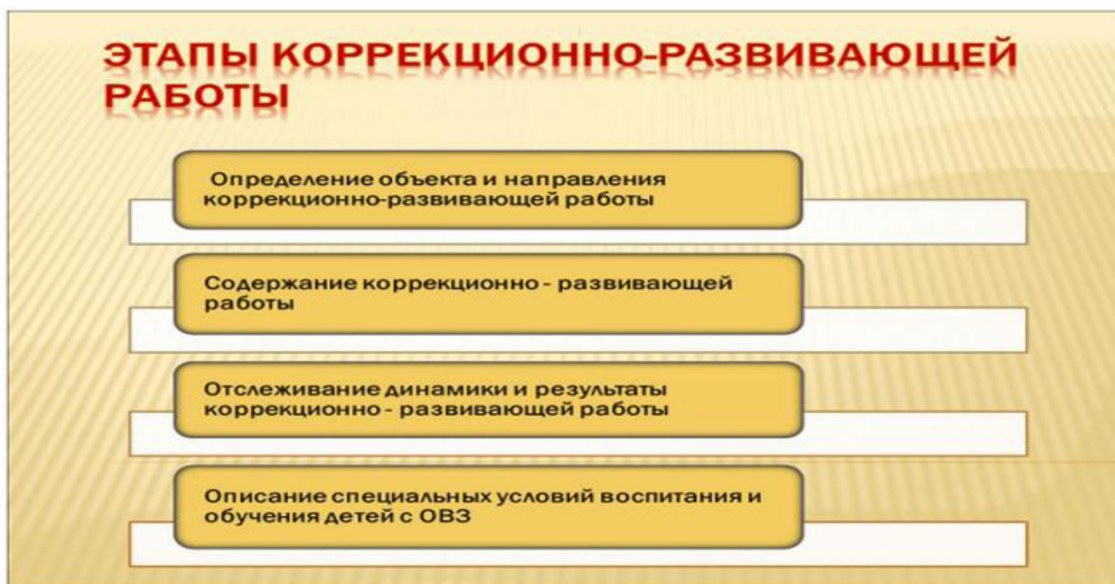 ЭТАПЫ КОРРЕКЦИОННО-РАЗВИВАЮЩЕЙ
РАБОТЫ
Определение объекта и направления
коррекционно-развивающей работы
Содержание коррекционно - развивающей
работы
Отслеживание динамики и результаты
коррекционно - развивающей работы
Описание специальных условий воспитания и
обучения детей с ОВЗ